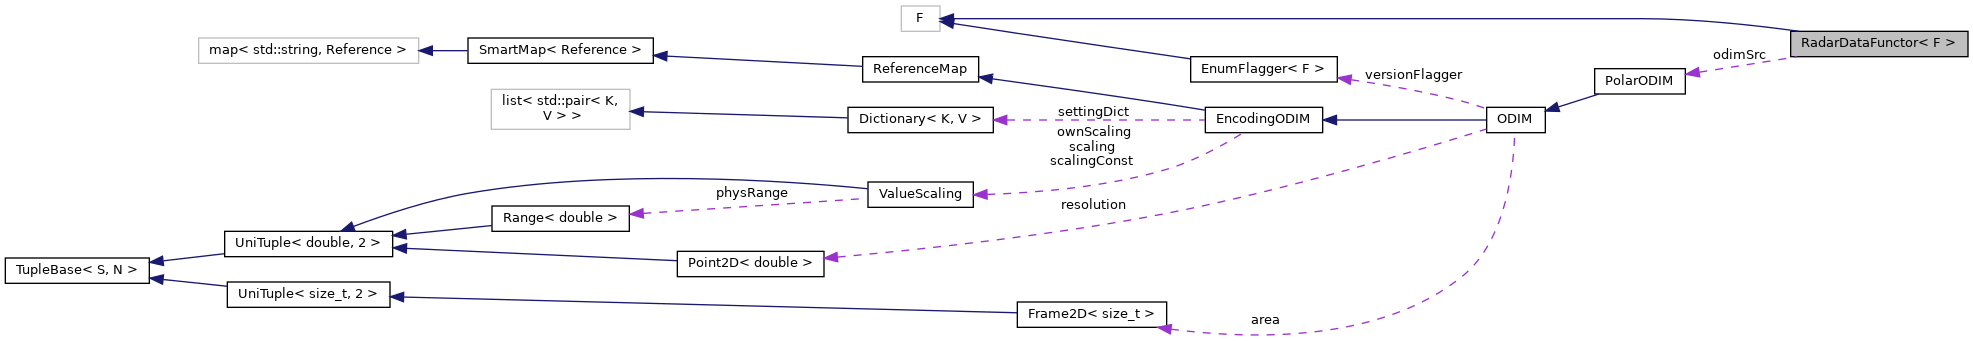 F
RadarDataFunctor< F >
map< std::string, Reference >
SmartMap< Reference >
odimSrc
ReferenceMap
EnumFlagger< F >
versionFlagger
PolarODIM
list< std::pair< K,
V > >
Dictionary< K, V >
settingDict
EncodingODIM
ODIM
ownScaling
scaling
scalingConst
physRange
ValueScaling
resolution
Range< double >
UniTuple< double, 2 >
TupleBase< S, N >
Point2D< double >
UniTuple< size_t, 2 >
Frame2D< size_t >
area